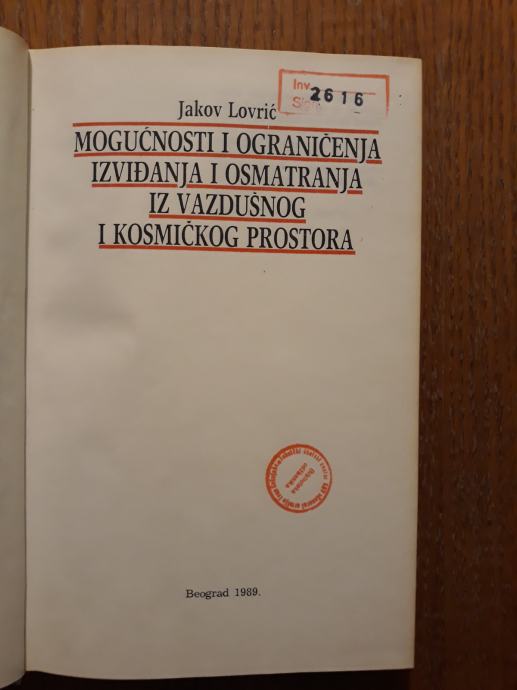 Inv.
2616
Jakov Lovrić
MOGUĆNOSTI I OGRANIČENJA
IZVIĐANJA I OSMATRANJA
IZ VAZDUŠNOG
I KOSMIČKOG PROSTORA
Beograd 1989.